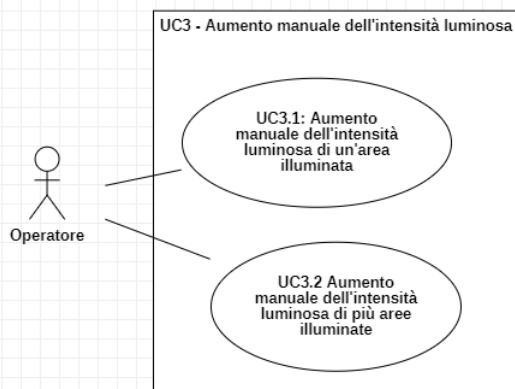 UC3 - Aumento manuale dell'intensità luminosa
UC3.1: Aumento
manuale dell'intensità
luminosa di un'area
illuminata
Operatore
UC3.2 Aumento
manuale dell'intensità
luminosa di più aree
illuminate